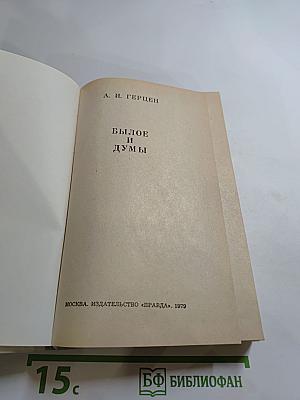 А. И. ГЕРЦЕН
БЫЛОЕ
И
ДУМЫ
МОСКВА. ИЗДАТЕЛЬСТВО «ПРАВДА». 1979
15с
БФ БИБЛИОФАН